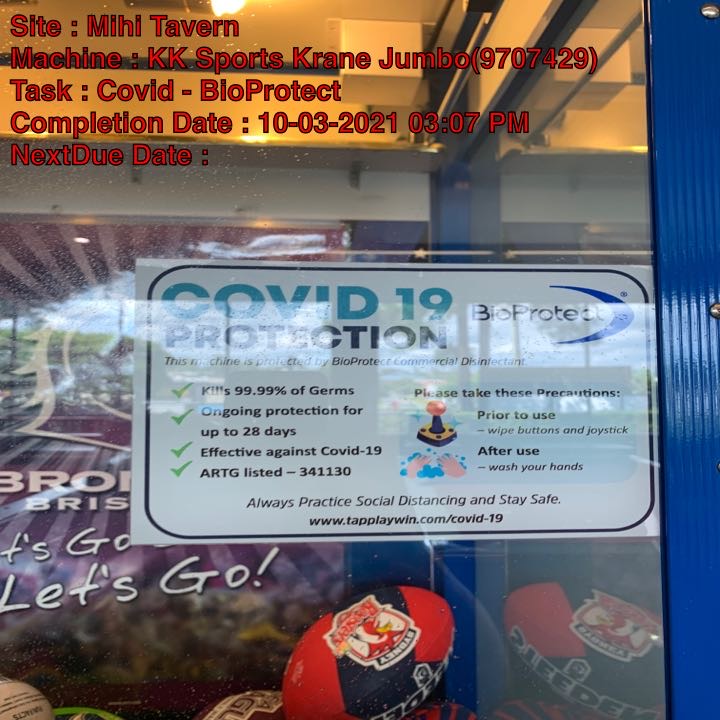 Site : Mihi Tavern
Machine : KK Sports Krane Jumbo(9707429)
Task : Covid - BioProtect
Completion Date : 10-03-2021 03:07 PM
NextDue Date :
COVID 19
PROTECTION
BioProtect®
This machine is protected by BioProtect Commercial Disinfectant.
Kills 99.99% of Germs
Ongoing protection for
up to 28 days
Effective against Covid-19
ARTG listed – 341130
Please take these Precautions:
Prior to use
– wipe buttons and joystick
After use
– wash your hands
Always Practice Social Distancing and Stay Safe.
www.tapplaywin.com/covid-19
BRO
BRIS
Let's Go!
SYDNEY